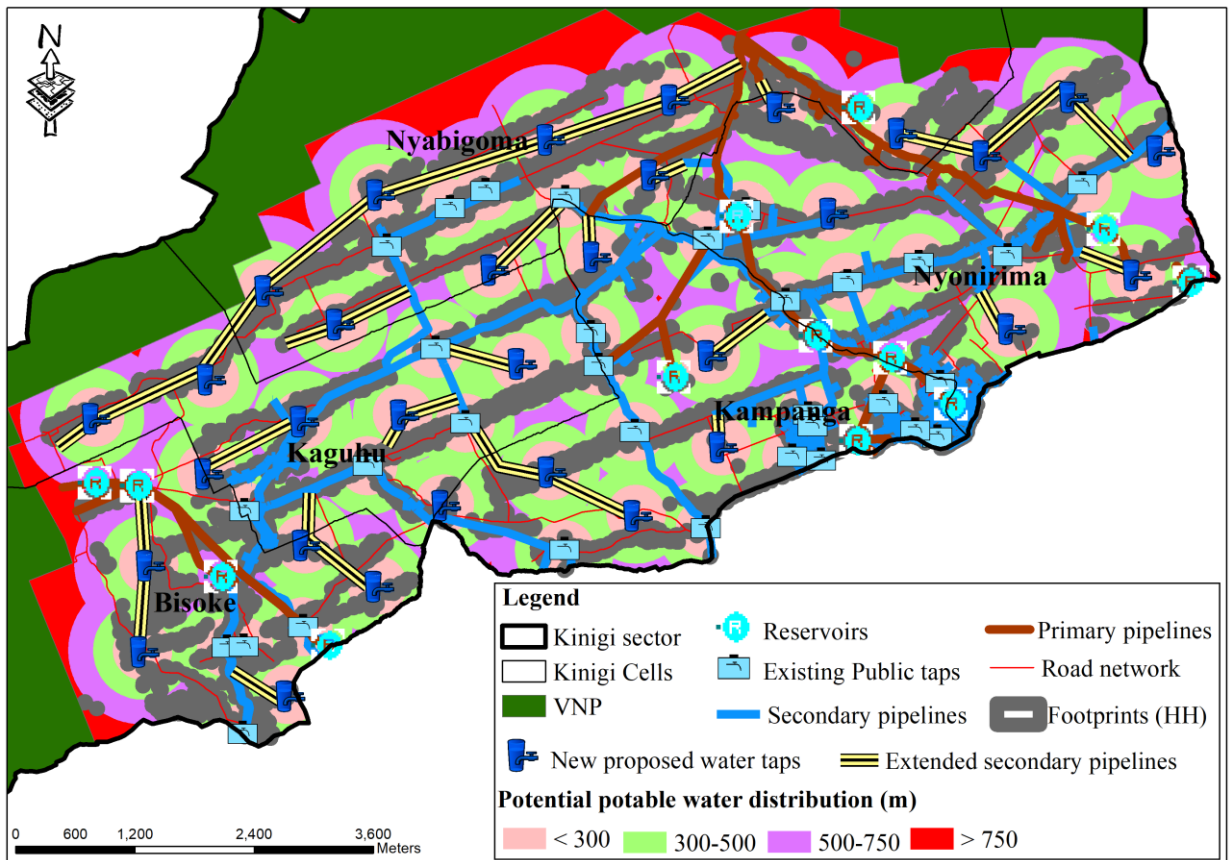 N
Nyabigoma
Nyonirima
Kampanga
Kaguhu
Bisoke
R
R
R
R
R
R
R
R
R
R
R
R
R
Legend
Kinigi sector
Reservoirs
Primary pipelines
Kinigi Cells
Existing Public taps
Road network
VNP
Secondary pipelines
Footprints (HH)
New proposed water taps
Extended secondary pipelines
Potential potable water distribution (m)
< 300
300-500
500-750
> 750
0 600 1,200 2,400 3,600
Meters